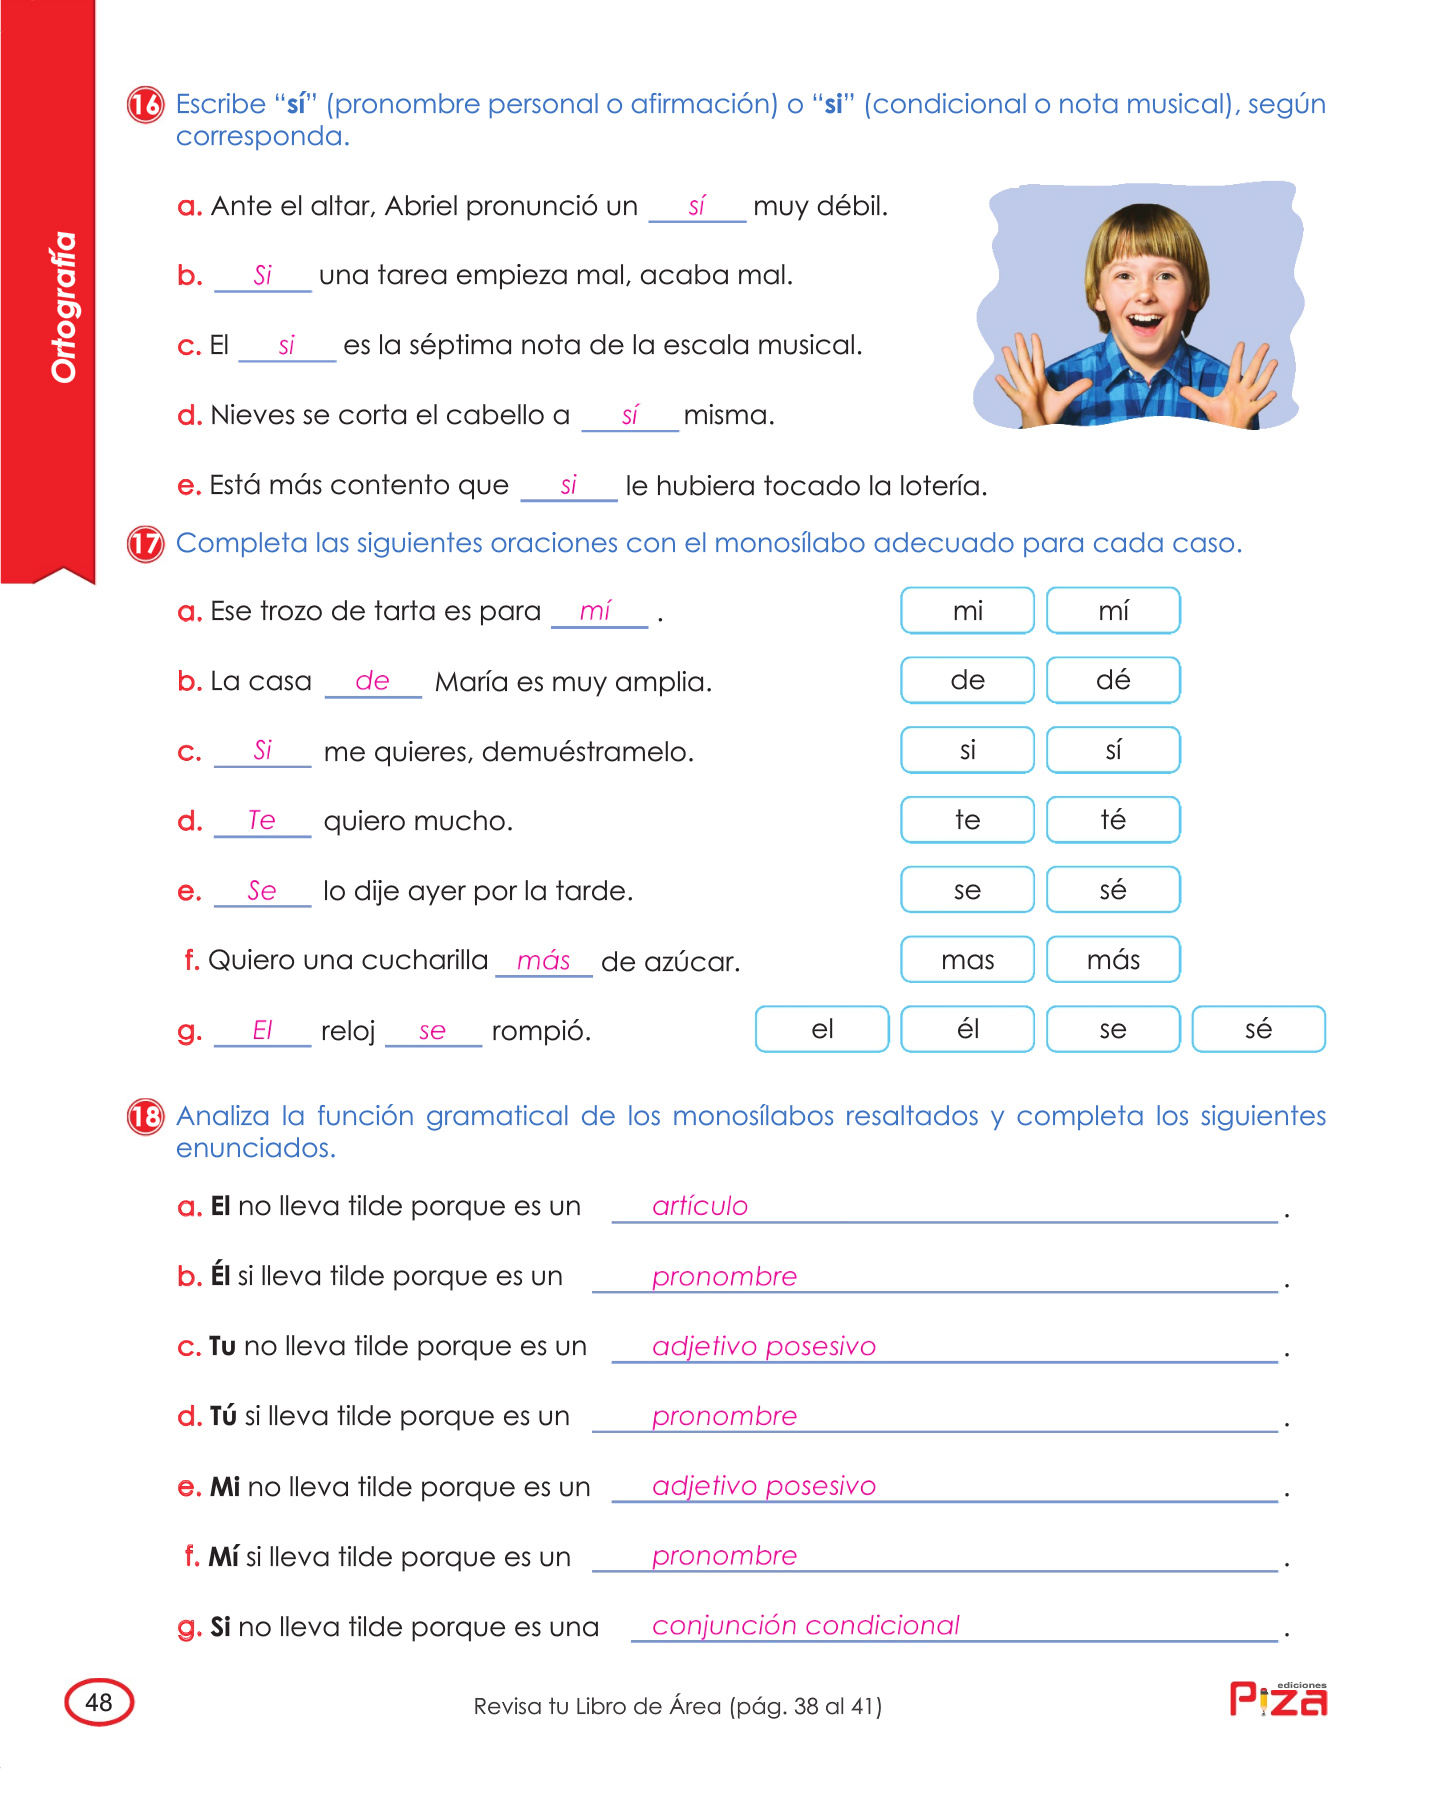 Ortografía
16 Escribe “sí” (pronombre personal o afirmación) o “si” (condicional o nota musical), según
corresponda.
a. Ante el altar, Abriel pronunció un sí muy débil.
b. Si una tarea empieza mal, acaba mal.
c. El si es la séptima nota de la escala musical.
d. Nieves se corta el cabello a sí misma.
e. Está más contento que si le hubiera tocado la lotería.
17 Completa las siguientes oraciones con el monosílabo adecuado para cada caso.
a. Ese trozo de tarta es para mí . mi mí
b. La casa de María es muy amplia. de dé
c. Si me quieres, demuéstramelo. si sí
d. Te quiero mucho. te té
e. Se lo dije ayer por la tarde. se sé
f. Quiero una cucharilla más de azúcar. mas más
g. El reloj se rompió. el él se sé
18 Analiza la función gramatical de los monosílabos resaltados y completa los siguientes
enunciados.
a. El no lleva tilde porque es un artículo .
b. Él si lleva tilde porque es un pronombre .
c. Tu no lleva tilde porque es un adjetivo posesivo .
d. Tú si lleva tilde porque es un pronombre .
e. Mi no lleva tilde porque es un adjetivo posesivo .
f. Mí si lleva tilde porque es un pronombre .
g. Si no lleva tilde porque es una conjunción condicional .
48 Revisa tu Libro de Área (pág. 38 al 41)
ediciones
Piza